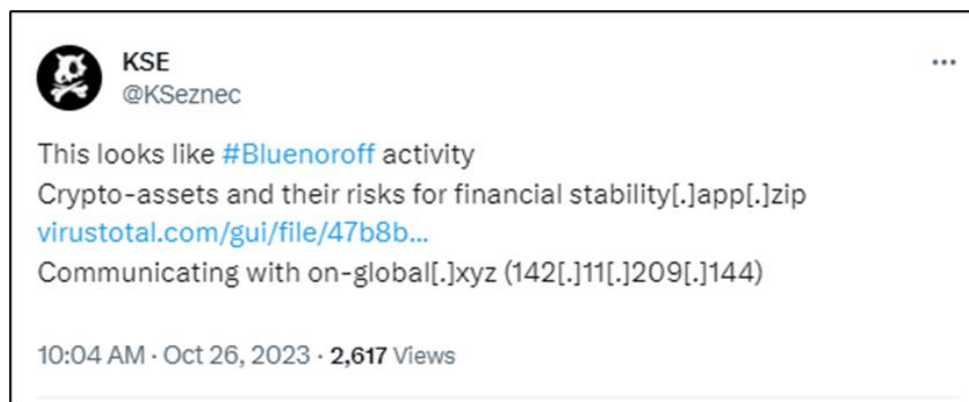 KSE
@KSeznec
This looks like #Bluenoroff activity
Crypto-assets and their risks for financial stability[.]app[.]zip
virustotal.com/gui/file/47b8b...
Communicating with on-global[.]xyz (142[.]11[.]209[.]144)
10:04 AM · Oct 26, 2023 · 2,617 Views